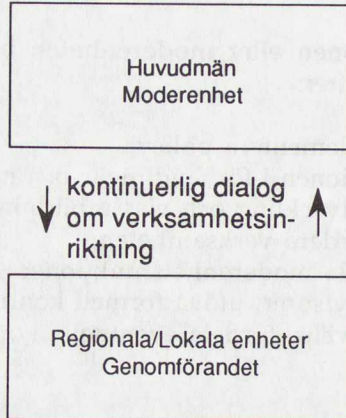 Huvudmän
Moderenhet
kontinuerlig dialog
om verksamhetsin-
riktning
Regionala/Lokala enheter
Genomförandet